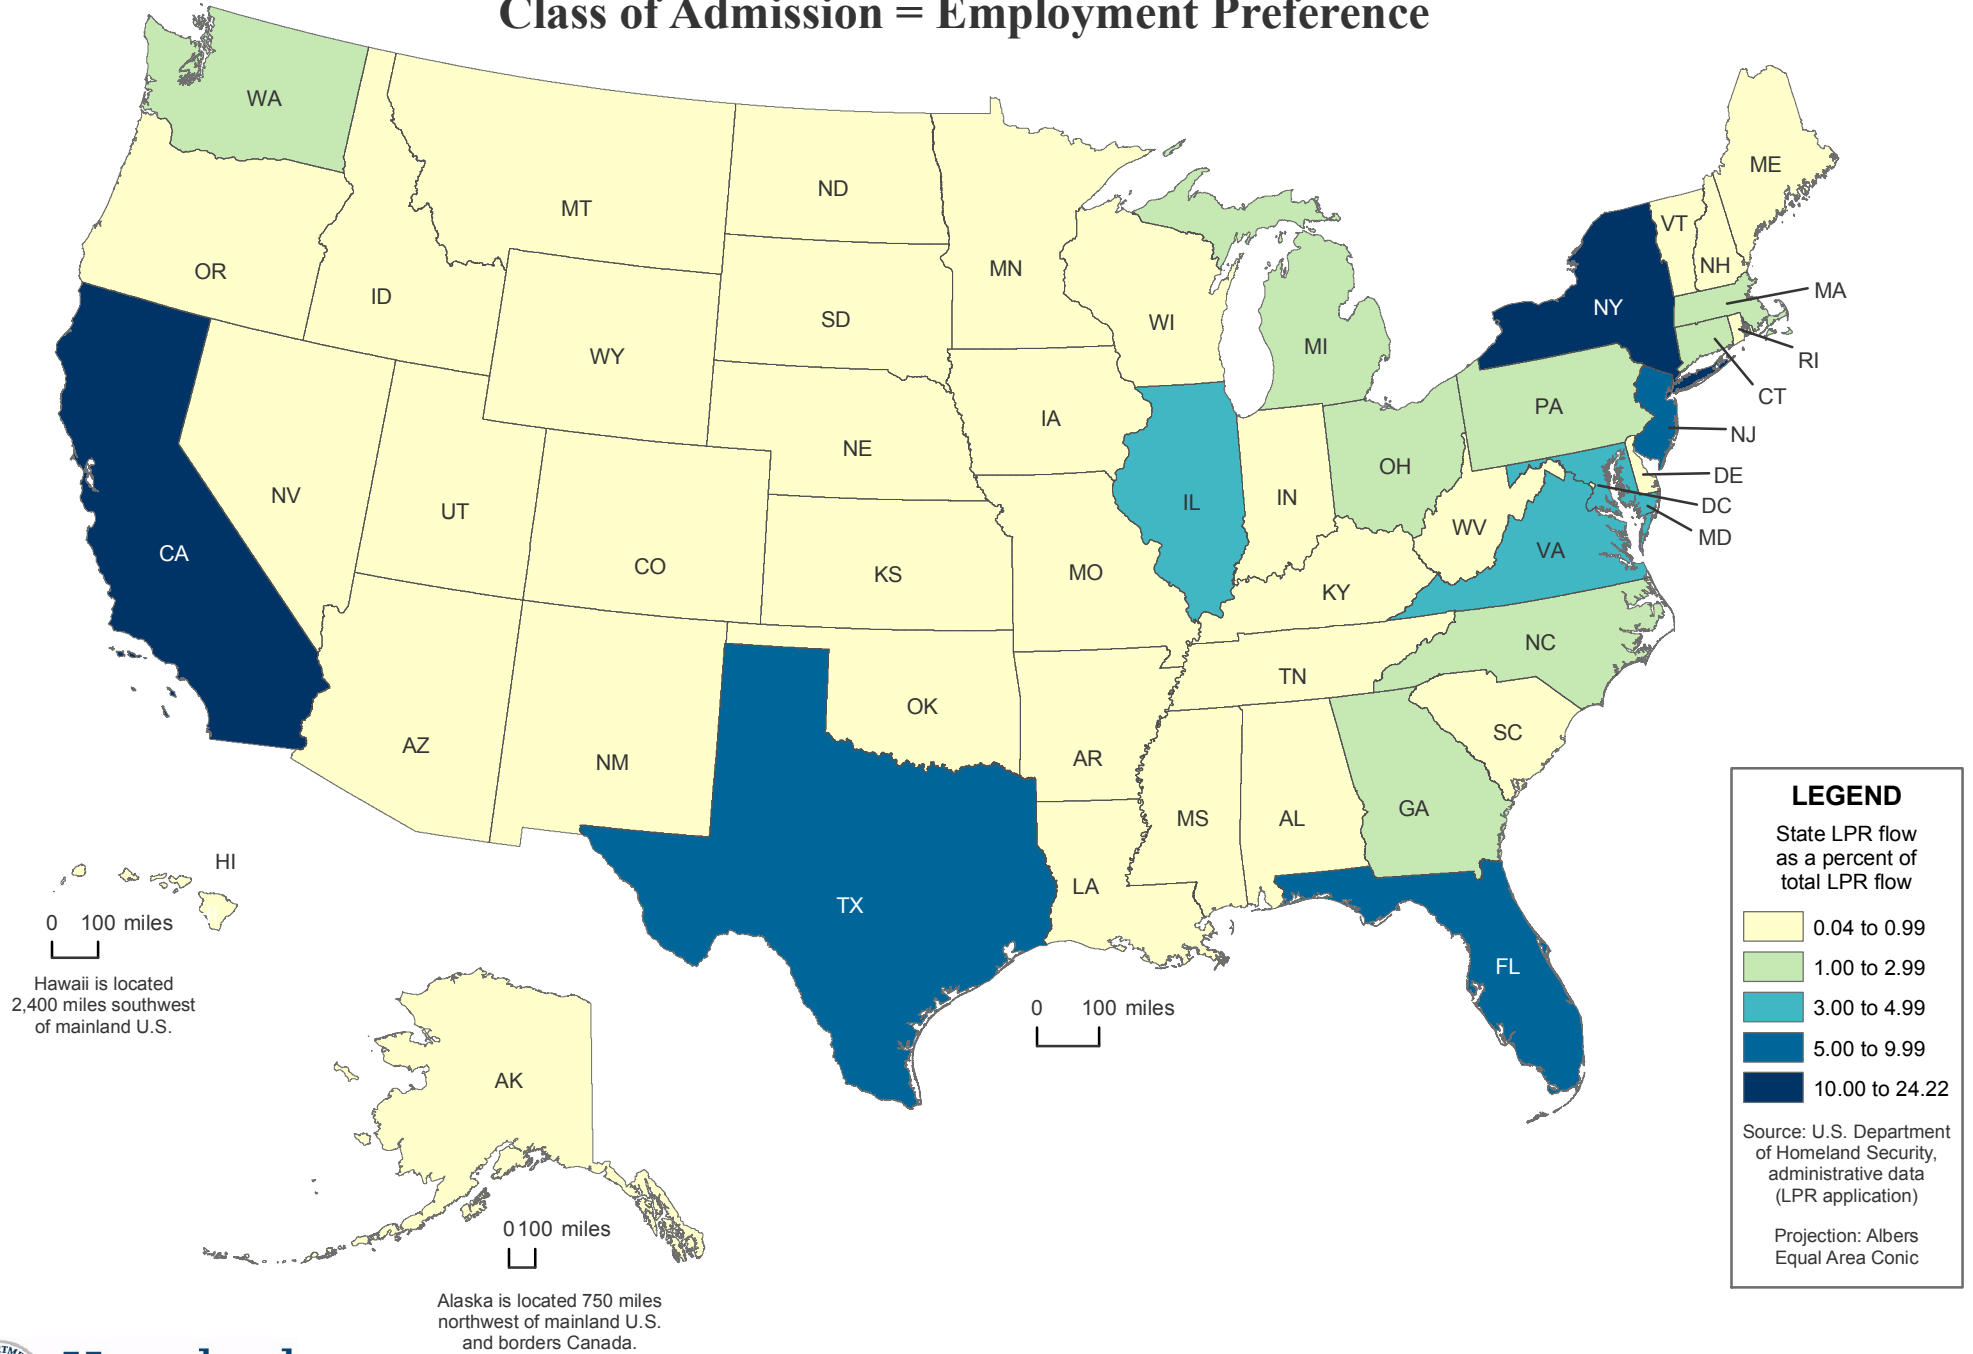 Class of Admission = Employment Preference
WA
MT
ND
MN
ME
VT
NH
OR
ID
SD
WI
MI
NY
MA
RI
CT
WY
IA
NE
PA
NJ
OH
DE
DC
MD
NV
UT
CO
KS
MO
IL
IN
WV
VA
KY
CA
NC
TN
OK
AR
SC
AZ
NM
MS
AL
GA
LA
TX
FL
HI
0 100 miles
Hawaii is located
2,400 miles southwest
of mainland U.S.
AK
0 100 miles
Alaska is located 750 miles
northwest of mainland U.S.
and borders Canada.
0 100 miles
LEGEND
State LPR flow
as a percent of
total LPR flow
0.04 to 0.99
1.00 to 2.99
3.00 to 4.99
5.00 to 9.99
10.00 to 24.22
Source: U.S. Department
of Homeland Security,
administrative data
(LPR application)
Projection: Albers
Equal Area Conic